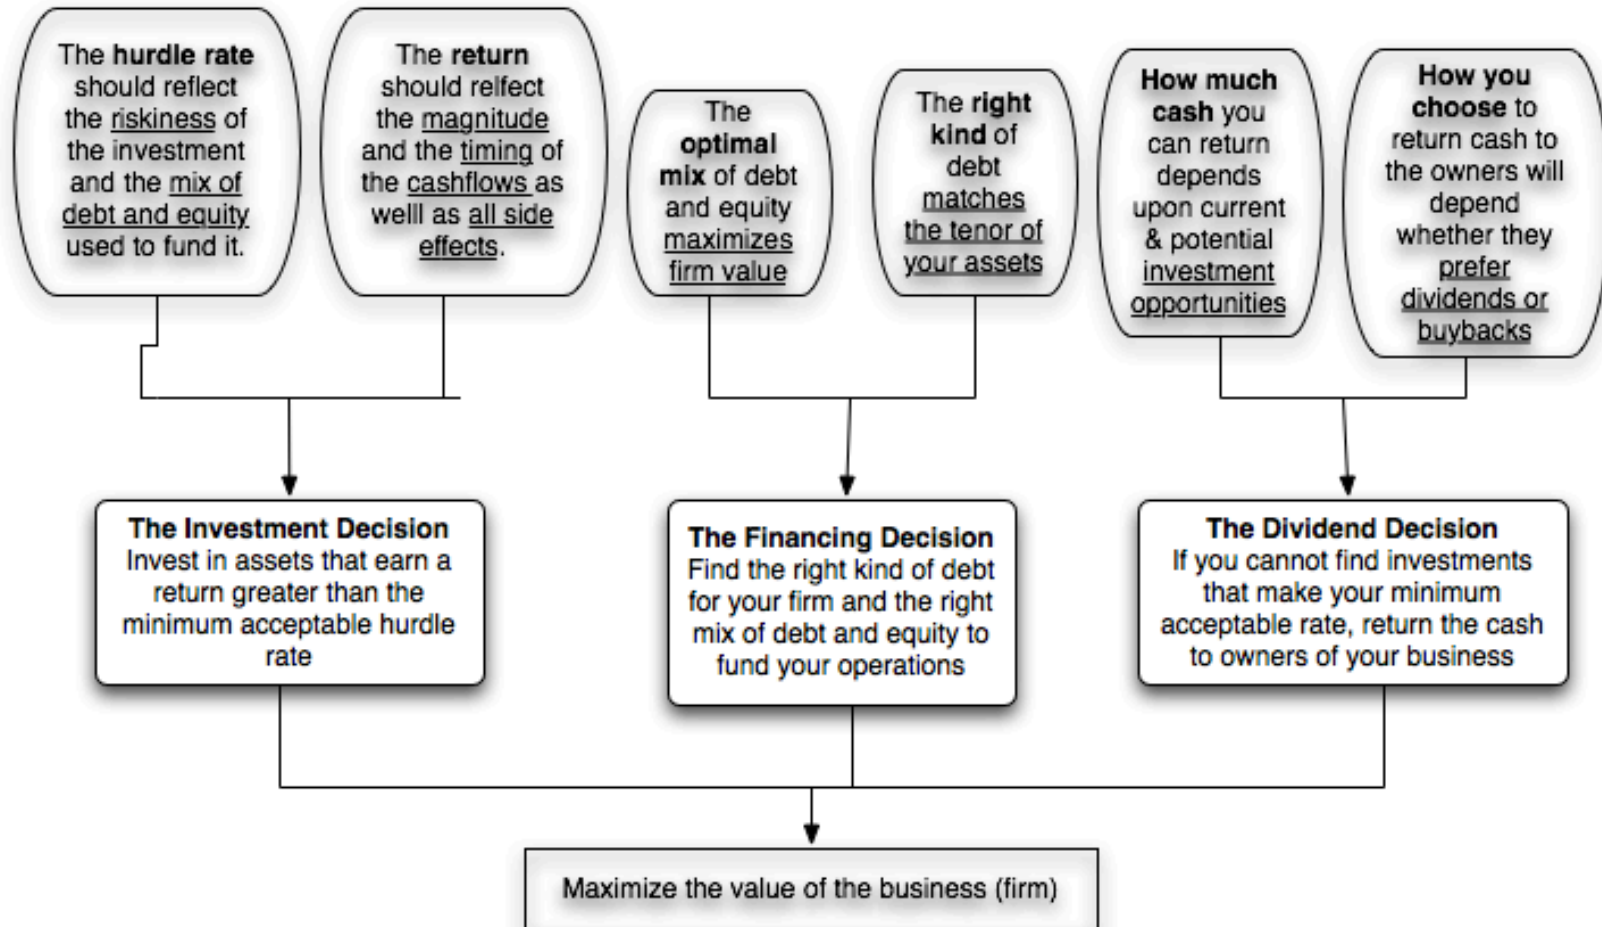 The hurdle rate
should reflect
the riskiness of
the investment
and the mix of
debt and equity
used to fund it.
The return
should relfect
the magnitude
and the timing of
the cashflows as
welll as all side
effects.
The
optimal
mix of debt
and equity
maximizes
firm value
The right
kind of
debt
matches
the tenor of
your assets
How much
cash you
can return
depends
upon current
& potential
investment
opportunities
How you
choose to
return cash to
the owners will
depend
whether they
prefer
dividends or
buybacks
The Investment Decision
Invest in assets that earn a
return greater than the
minimum acceptable hurdle
rate
The Financing Decision
Find the right kind of debt
for your firm and the right
mix of debt and equity to
fund your operations
The Dividend Decision
If you cannot find investments
that make your minimum
acceptable rate, return the cash
to owners of your business
Maximize the value of the business (firm)